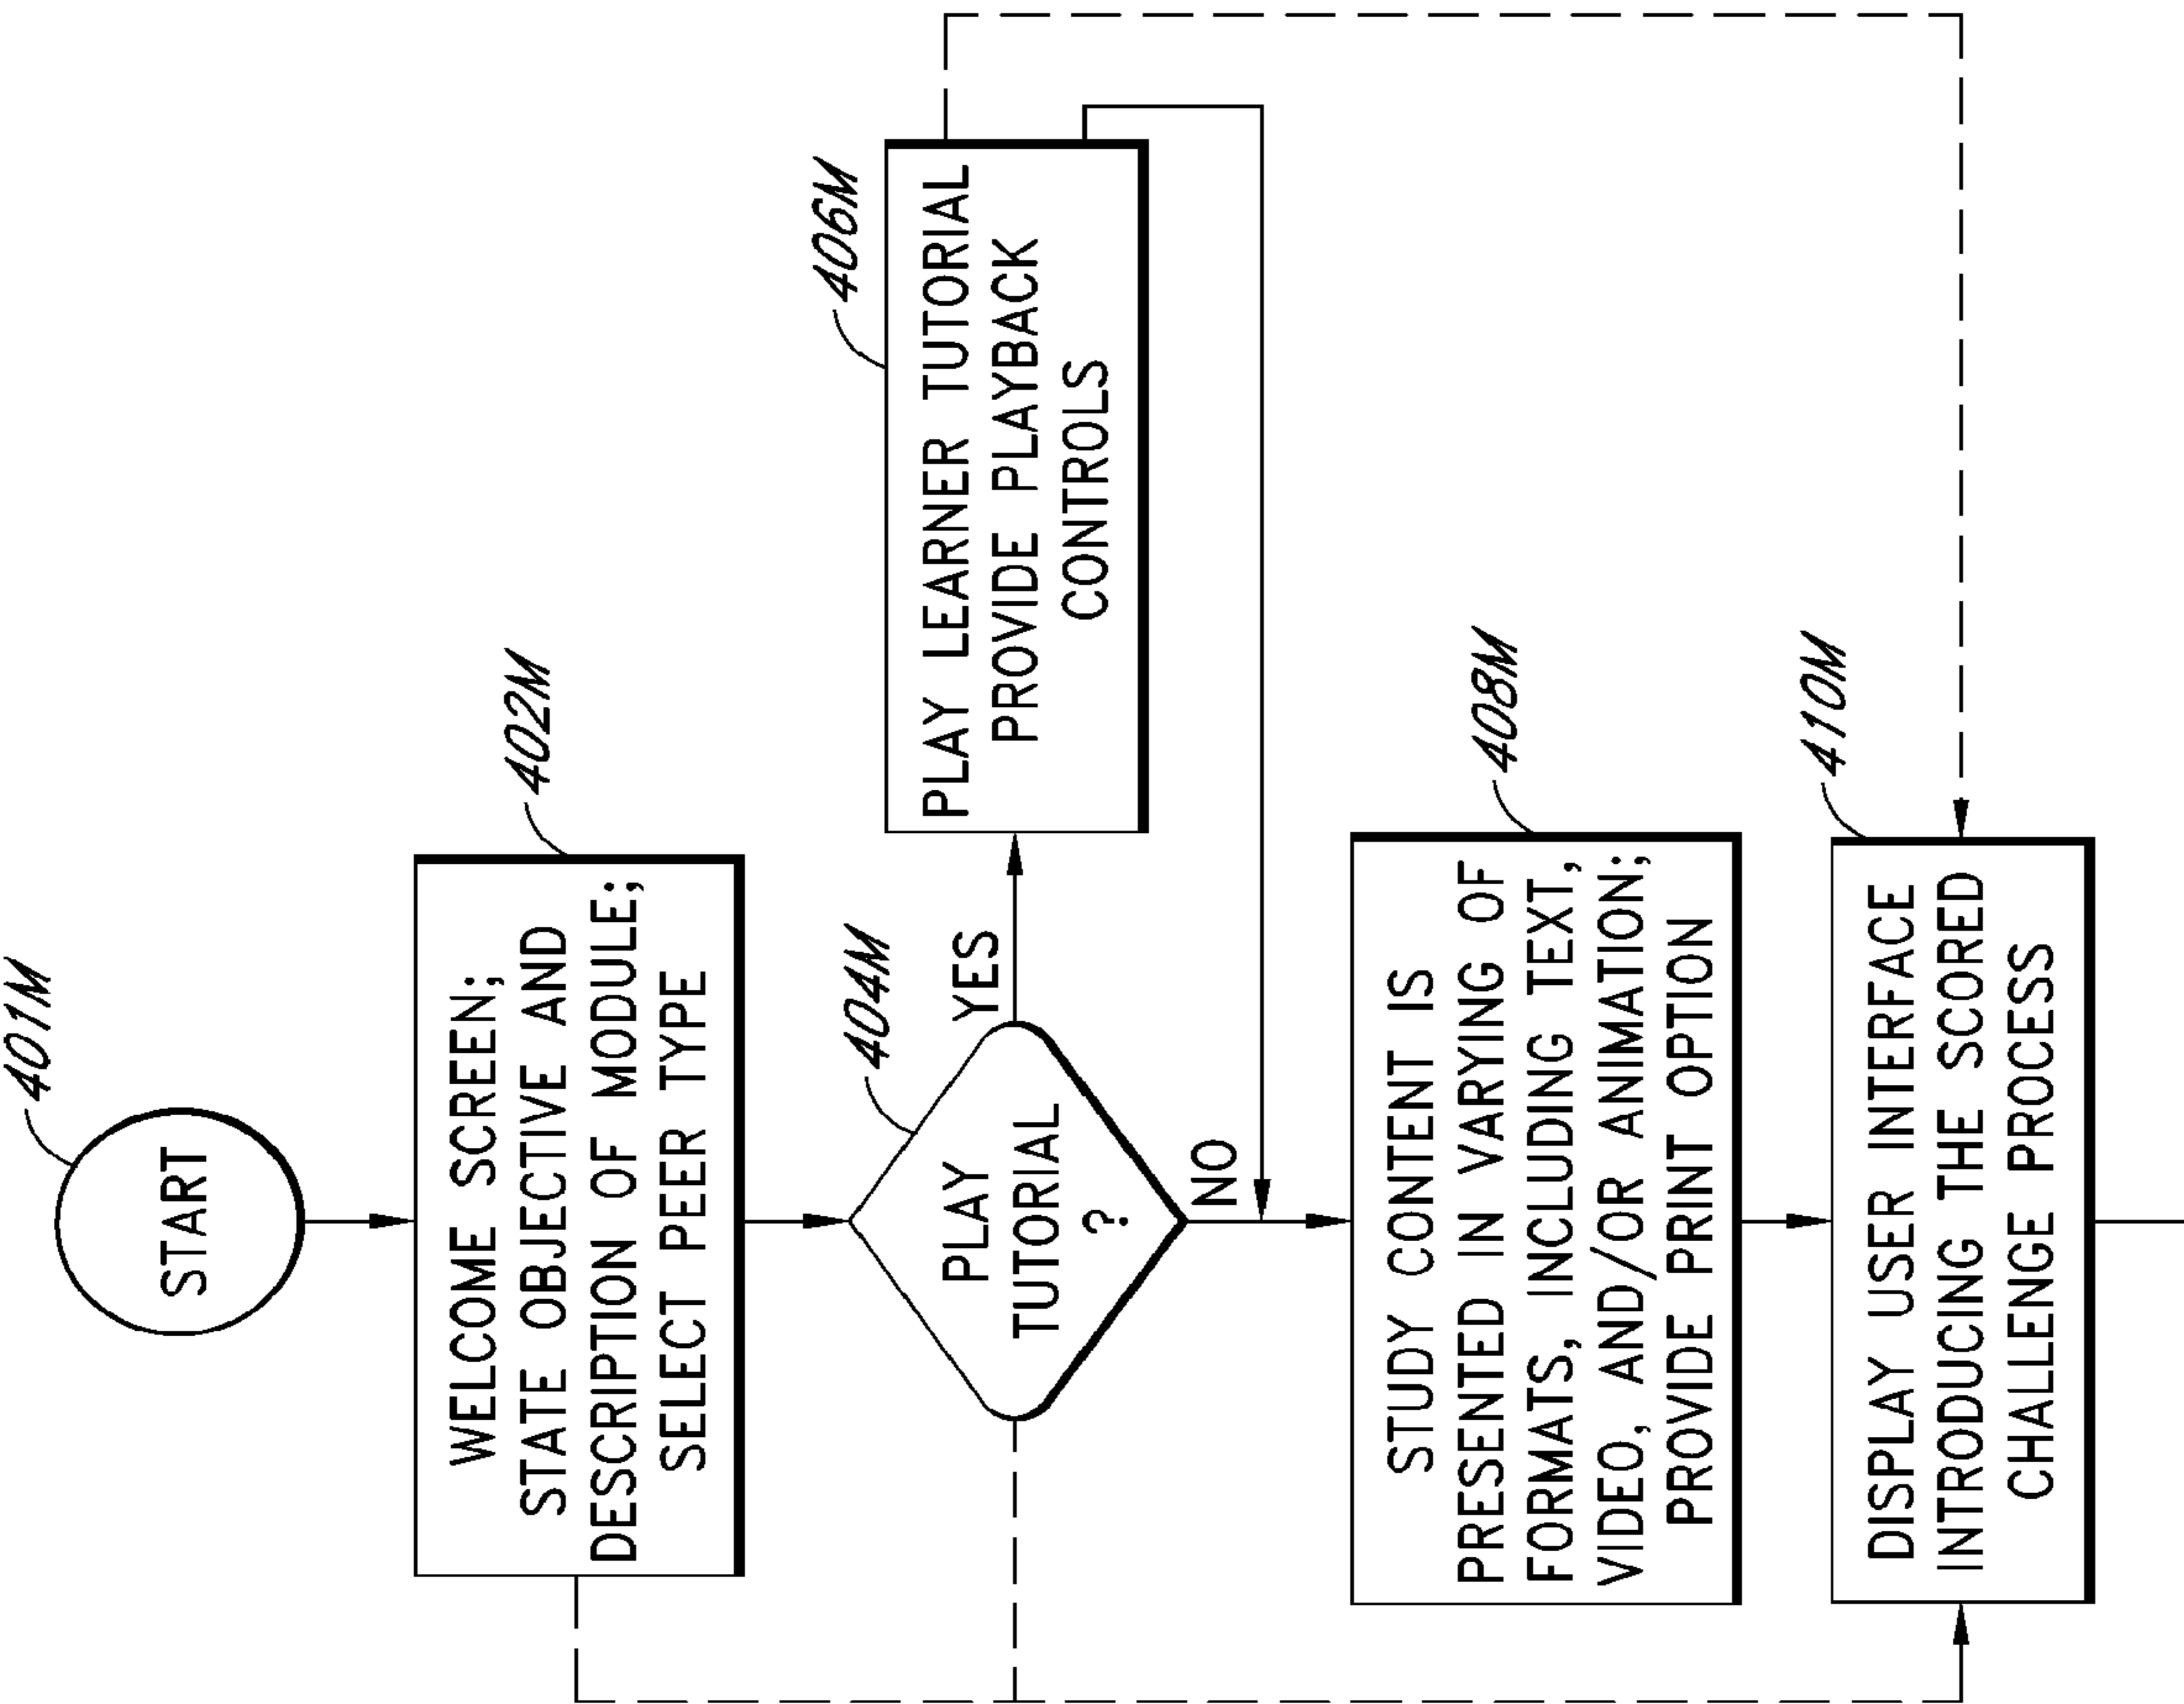 401M
START
402M
WELCOME SCREEN;
STATE OBJECTIVE AND
DESCRIPTION OF MODULE;
SELECT PEER TYPE
404M
PLAY
TUTORIAL
?
YES
NO
406M
PLAY LEARNER TUTORIAL
PROVIDE PLAYBACK
CONTROLS
408M
STUDY CONTENT IS
PRESENTED IN VARYING OF
FORMATS, INCLUDING TEXT,
VIDEO, AND/OR ANIMATION;
PROVIDE PRINT OPTION
410M
DISPLAY USER INTERFACE
INTRODUCING THE SCORED
CHALLENGE PROCESS